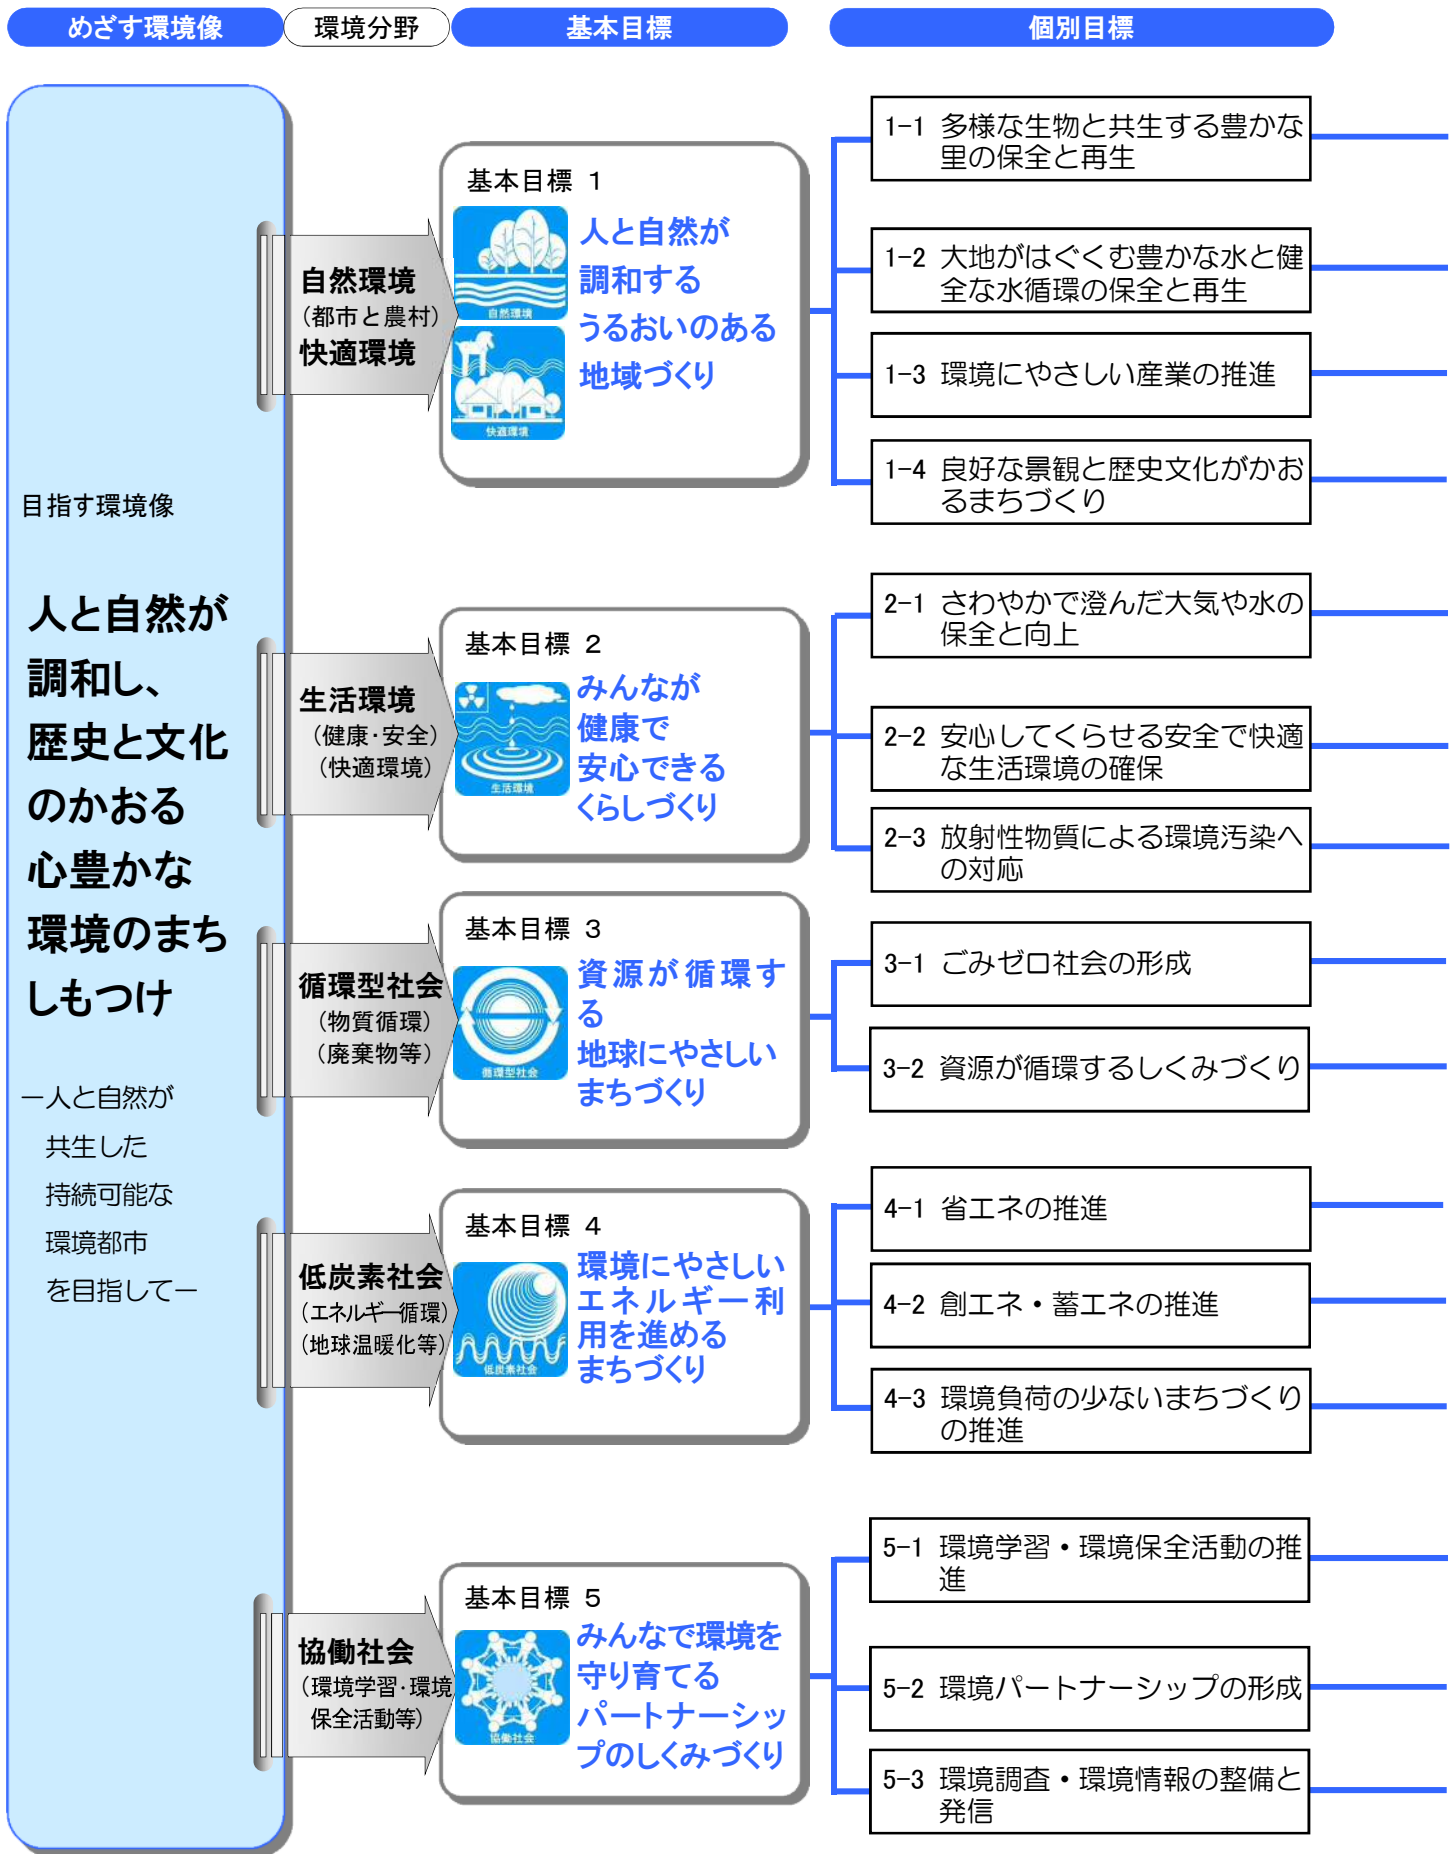 めざす環境像
環境分野
基本目標
個別目標
目指す環境像
人と自然が
調和し、
歴史と文化
のかおる
心豊かな
環境のまち
しもつけ
－人と自然が
共生した
持続可能な
環境都市
を目指して－
自然環境
（都市と農村）
快適環境
基本目標 1
人と自然が
調和する
うるおいのある
地域づくり
自然環境
快適環境
1-1 多様な生物と共生する豊かな
里の保全と再生
1-2 大地がはぐくむ豊かな水と健
全な水循環の保全と再生
1-3 環境にやさしい産業の推進
1-4 良好な景観と歴史文化がかお
るまちづくり
生活環境
（健康・安全）
（快適環境）
基本目標 2
みんなが
健康で
安心できる
くらしづくり
生活環境
2-1 さわやかで澄んだ大気や水の
保全と向上
2-2 安心してくらせる安全で快適
な生活環境の確保
2-3 放射性物質による環境汚染へ
の対応
循環型社会
（物質循環）
（廃棄物等）
基本目標 3
資源が循環す
る
地球にやさしい
まちづくり
循環型社会
3-1 ごみゼロ社会の形成
3-2 資源が循環するしくみづくり
低炭素社会
（エネルギー循環）
（地球温暖化等）
基本目標 4
環境にやさしい
エネルギー利
用を進める
まちづくり
低炭素社会
4-1 省エネの推進
4-2 創エネ・蓄エネの推進
4-3 環境負荷の少ないまちづくり
の推進
協働社会
（環境学習・環境
保全活動等）
基本目標 5
みんなで環境を
守り育てる
パートナーシッ
プのしくみづくり
協働社会
5-1 環境学習・環境保全活動の推
進
5-2 環境パートナーシップの形成
5-3 環境調査・環境情報の整備と
発信